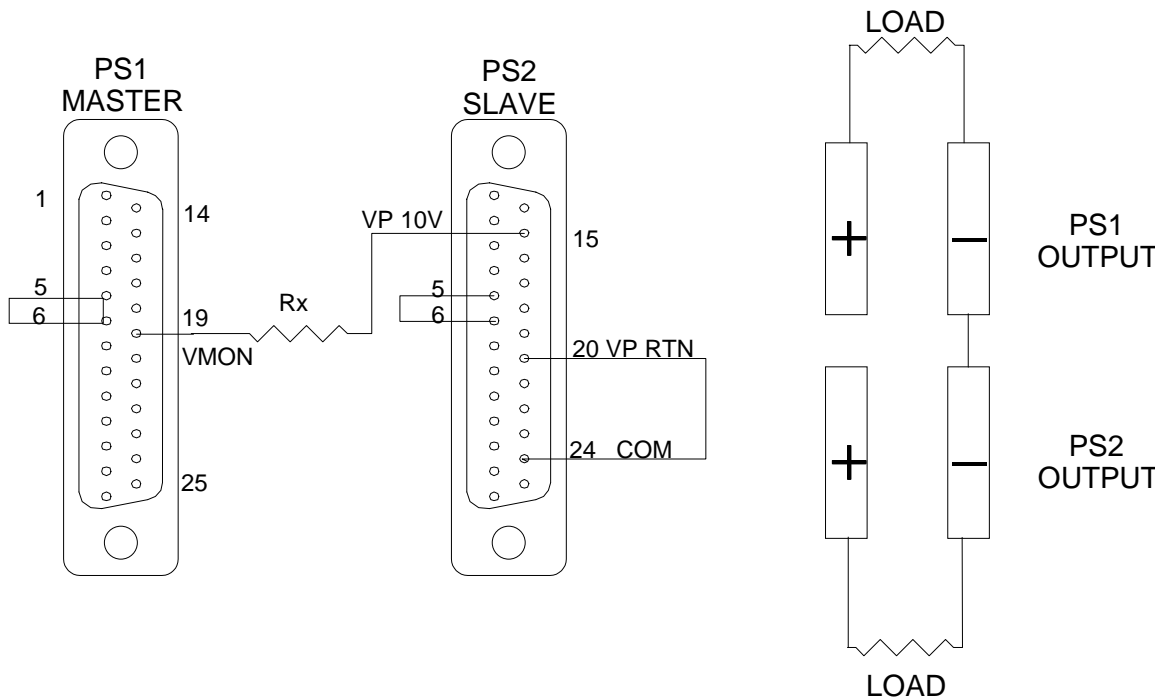 PS1
MASTER
1
14
5
6
19
VMON
25
Rx
PS2
SLAVE
VP 10V
15
5
6
20 VP RTN
24 COM
LOAD
+
−
PS1
OUTPUT
+
−
PS2
OUTPUT
LOAD